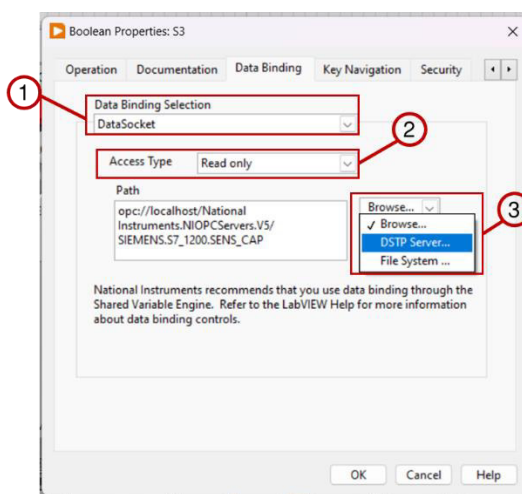 Boolean Properties: S3
Operation Documentation Data Binding Key Navigation Security
1
Data Binding Selection
DataSocket
2
Access Type Read only
Path
Browse...
3
opc://localhost/National
Instruments.NIOPCServers.V5/
SIEMENS.S7_1200.SENS_CAP
✓ Browse...
DSTP Server...
File System ...
National Instruments recommends that you use data binding through the
Shared Variable Engine. Refer to the LabVIEW Help for more information
about data binding controls.
OK Cancel Help